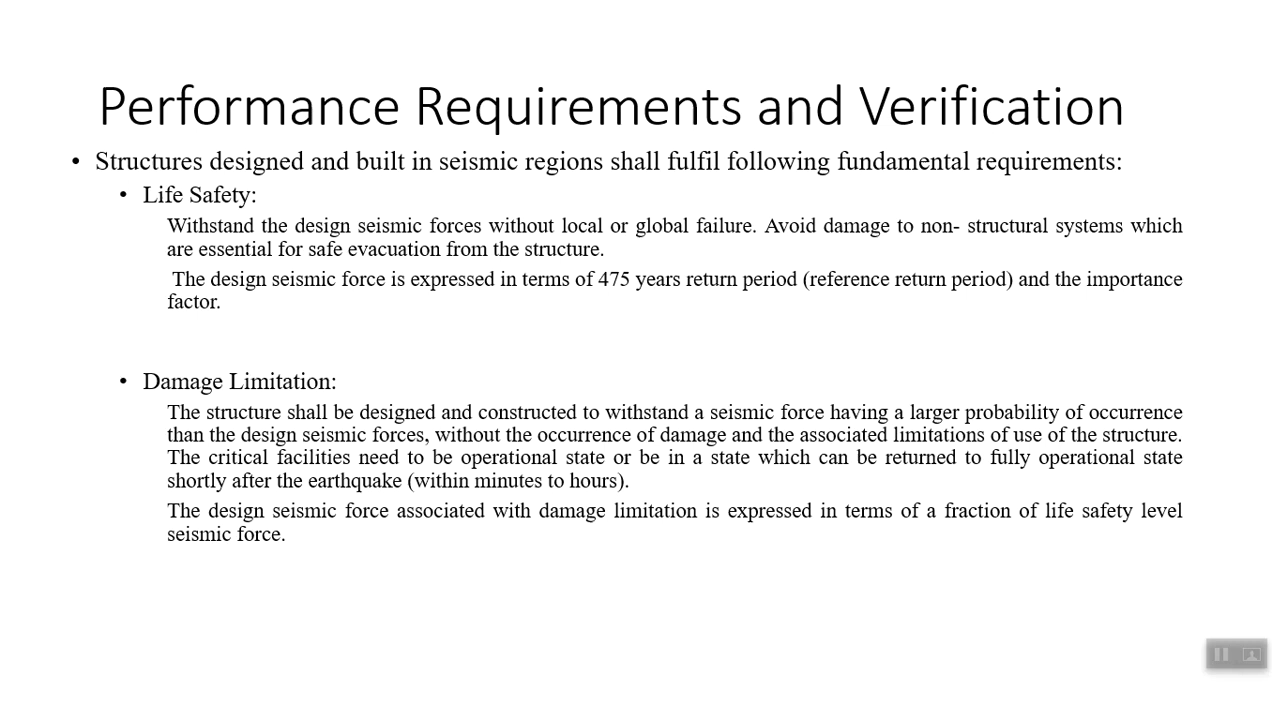 Performance Requirements and Verification
• Structures designed and built in seismic regions shall fulfil following fundamental requirements:
• Life Safety:
Withstand the design seismic forces without local or global failure. Avoid damage to non- structural systems which
are essential for safe evacuation from the structure.
The design seismic force is expressed in terms of 475 years return period (reference return period) and the importance
factor.
• Damage Limitation:
The structure shall be designed and constructed to withstand a seismic force having a larger probability of occurrence
than the design seismic forces, without the occurrence of damage and the associated limitations of use of the structure.
The critical facilities need to be operational state or be in a state which can be returned to fully operational state
shortly after the earthquake (within minutes to hours).
The design seismic force associated with damage limitation is expressed in terms of a fraction of life safety level
seismic force.